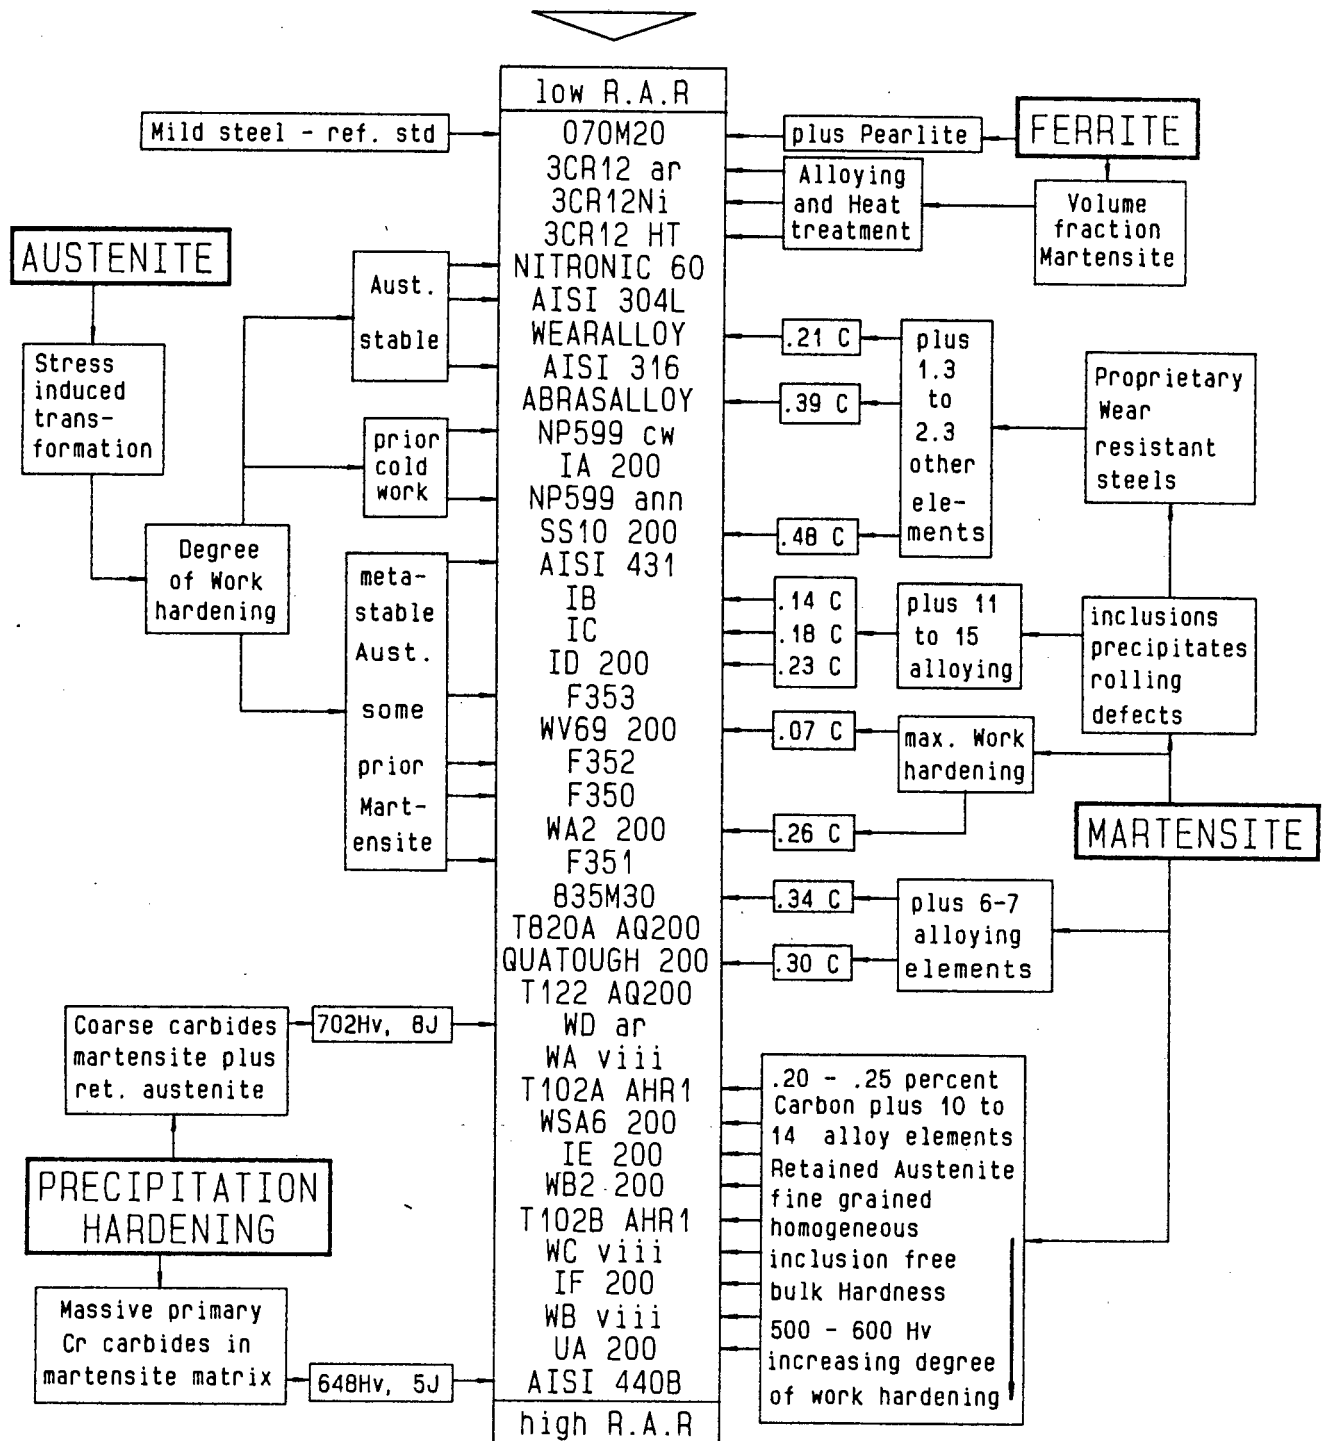 low R.A.R
070M20
3CR12 ar
3CR12Ni
3CR12 HT
NITRONIC 60
AISI 304L
WEARALLOY
AISI 316
ABRASALLOY
NP599 cw
IA 200
NP599 ann
SS10 200
AISI 431
IB
IC
ID 200
F353
WV69 200
F352
F350
WA2 200
F351
835M30
T820A AQ200
QUATOUGH 200
T122 AQ200
WD ar
WA viii
T102A AHR1
WSA6 200
IE 200
WB2 200
T102B AHR1
WC viii
IF 200
WB viii
UA 200
AISI 440B
high R.A.R
Mild steel - ref. std
AUSTENITE
Stress
induced
trans-
formation
Degree
of Work
hardening
Aust.
stable
prior
cold
work
meta-
stable
Aust.
some
prior
Mart-
ensite
Coarse carbides
martensite plus
ret. austenite
702Hv, 8J
PRECIPITATION
HARDENING
Massive primary
Cr carbides in
martensite matrix
648Hv, 5J
plus Pearlite
FERRITE
Alloying
and Heat
treatment
Volume
fraction
Martensite
.21 C
.39 C
.48 C
plus
1.3
to
2.3
other
ele-
ments
Proprietary
Wear
resistant
steels
.14 C
.18 C
.23 C
plus 11
to 15
alloying
inclusions
precipitates
rolling
defects
.07 C
.26 C
max. Work
hardening
MARTENSITE
.34 C
.30 C
plus 6-7
alloying
elements
.20 - .25 percent
Carbon plus 10 to
14 alloy elements
Retained Austenite
fine grained
homogeneous
inclusion free
bulk Hardness
500 - 600 Hv
increasing degree
of work hardening